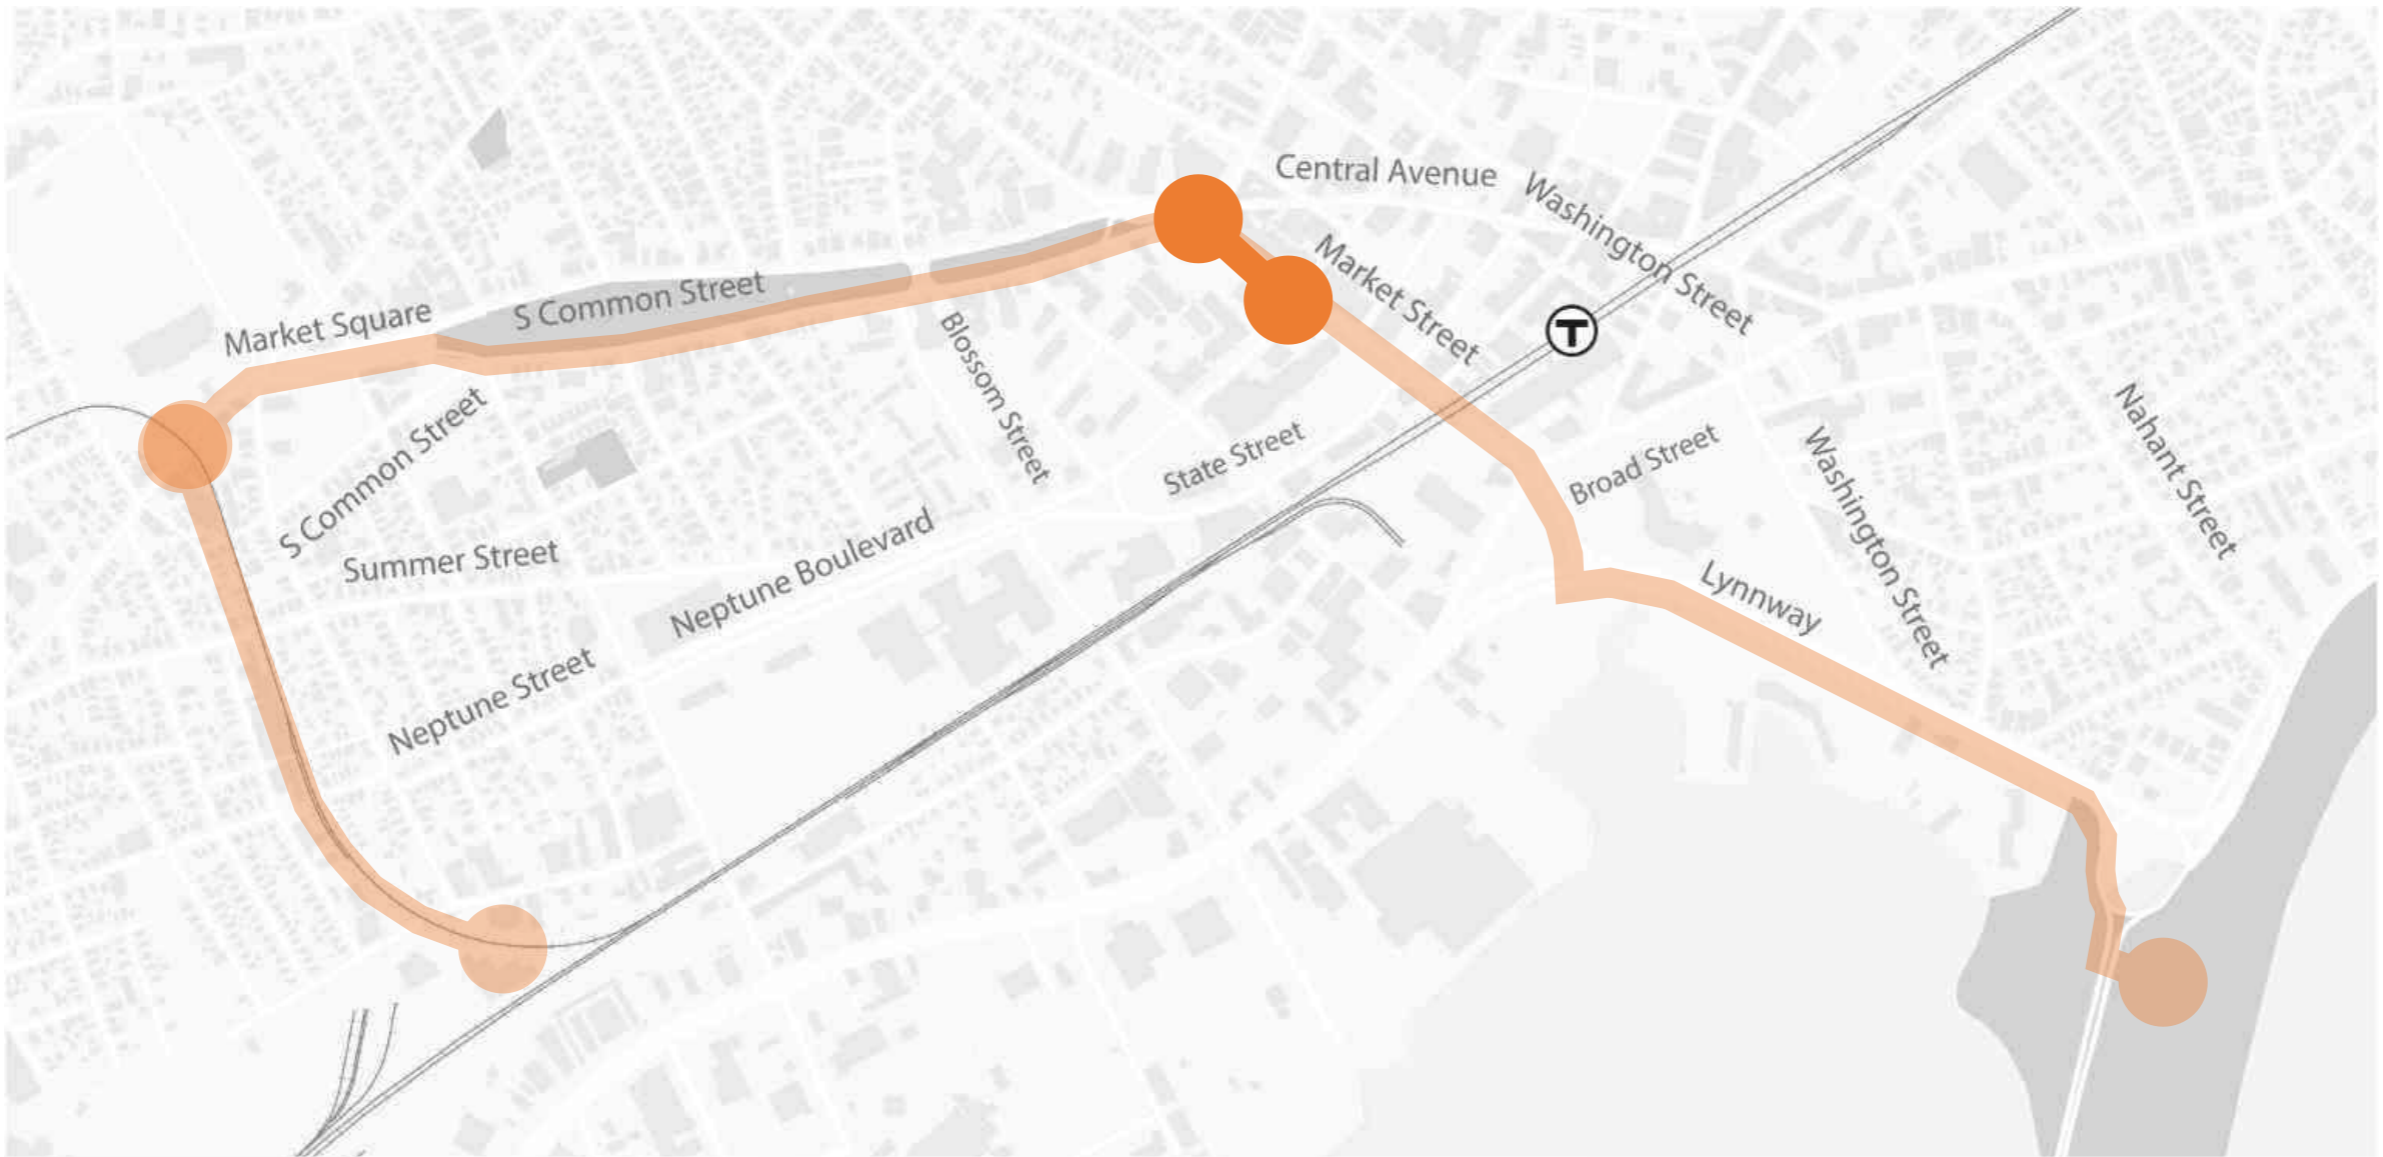 Central Avenue
Washington Street
Market Street
S Common Street
Market Square
T
Blossom Street
S Common Street
State Street
Broad Street
Nahant Street
Washington Street
Summer Street
Neptune Boulevard
Lynnway
Neptune Street